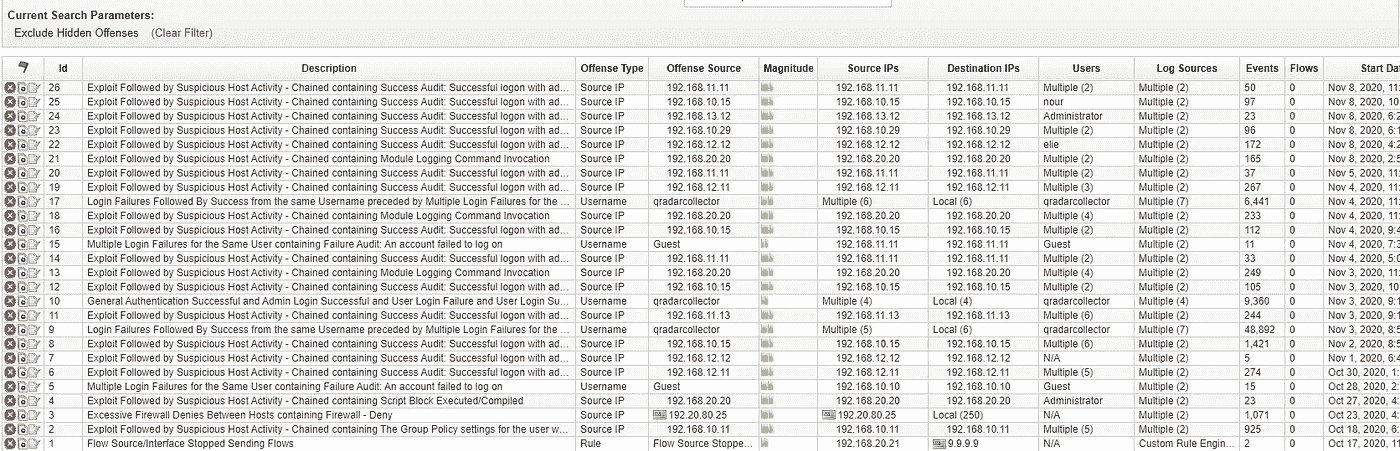 Current Search Parameters:
Exclude Hidden Offenses (Clear Filter)
Id Description Offense Type Offense Source Magnitude Source IPs Destination IPs Users Log Sources Events Flows Start Dat
26 Exploit Followed by Suspicious Host Activity - Chained containing Success Audit: Successful logon with ad... Source IP 192.168.11.11 192.168.11.11 192.168.11.11 Multiple (2) Multiple (2) 50 0 Nov 8, 2020, 11:
25 Exploit Followed by Suspicious Host Activity - Chained containing Success Audit: Successful logon with ad... Source IP 192.168.10.15 192.168.10.15 192.168.10.15 nour Multiple (2) 97 0 Nov 8, 2020, 10:
24 Exploit Followed by Suspicious Host Activity - Chained containing Success Audit: Successful logon with ad... Source IP 192.168.13.12 192.168.13.12 192.168.13.12 Administrator Multiple (2) 23 0 Nov 8, 2020, 6:2
23 Exploit Followed by Suspicious Host Activity - Chained containing Success Audit: Successful logon with ad... Source IP 192.168.10.29 192.168.10.29 192.168.10.29 Multiple (2) Multiple (2) 96 0 Nov 8, 2020, 6:1
22 Exploit Followed by Suspicious Host Activity - Chained containing Success Audit: Successful logon with ad... Source IP 192.168.12.12 192.168.12.12 192.168.12.12 elie Multiple (2) 172 0 Nov 8, 2020, 4:2
21 Exploit Followed by Suspicious Host Activity - Chained containing Module Logging Command Invocation Source IP 192.168.20.20 192.168.20.20 192.168.20.20 Multiple (2) Multiple (2) 165 0 Nov 8, 2020, 2:5
20 Exploit Followed by Suspicious Host Activity - Chained containing Success Audit: Successful logon with ad... Source IP 192.168.11.11 192.168.11.11 192.168.11.11 Multiple (2) Multiple (2) 37 0 Nov 5, 2020, 11:
19 Exploit Followed by Suspicious Host Activity - Chained containing Success Audit: Successful logon with ad... Source IP 192.168.12.11 192.168.12.11 192.168.12.11 Multiple (3) Multiple (2) 267 0 Nov 4, 2020, 11:
17 Login Failures Followed By Success from the same Username preceded by Multiple Login Failures for the ... Username qradarcollector Multiple (6) Local (6) qradarcollector Multiple (7) 6,441 0 Nov 4, 2020, 11:
18 Exploit Followed by Suspicious Host Activity - Chained containing Module Logging Command Invocation Source IP 192.168.20.20 192.168.20.20 192.168.20.20 Multiple (4) Multiple (2) 233 0 Nov 4, 2020, 11:
16 Exploit Followed by Suspicious Host Activity - Chained containing Success Audit: Successful logon with ad... Source IP 192.168.10.15 192.168.10.15 192.168.10.15 Multiple (2) Multiple (2) 112 0 Nov 4, 2020, 9:4
15 Multiple Login Failures for the Same User containing Failure Audit: An account failed to log on Username Guest 192.168.11.11 192.168.11.11 Guest Multiple (2) 11 0 Nov 4, 2020, 7:3
14 Exploit Followed by Suspicious Host Activity - Chained containing Success Audit: Successful logon with ad... Source IP 192.168.11.11 192.168.11.11 192.168.11.11 Multiple (2) Multiple (2) 33 0 Nov 4, 2020, 5:0
13 Exploit Followed by Suspicious Host Activity - Chained containing Module Logging Command Invocation Source IP 192.168.20.20 192.168.20.20 192.168.20.20 Multiple (4) Multiple (2) 249 0 Nov 3, 2020, 11:
12 Exploit Followed by Suspicious Host Activity - Chained containing Success Audit: Successful logon with ad... Source IP 192.168.10.15 192.168.10.15 192.168.10.15 Multiple (2) Multiple (2) 105 0 Nov 3, 2020, 10:
10 General Authentication Successful and Admin Login Successful and User Login Failure and User Login Su... Username qradarcollector Multiple (4) Local (4) qradarcollector Multiple (4) 9,360 0 Nov 3, 2020, 9:1
11 Exploit Followed by Suspicious Host Activity - Chained containing Success Audit: Successful logon with ad... Source IP 192.168.11.13 192.168.11.13 192.168.11.13 Multiple (6) Multiple (2) 244 0 Nov 3, 2020, 9:1
9 Login Failures Followed By Success from the same Username preceded by Multiple Login Failures for the ... Username qradarcollector Multiple (5) Local (6) qradarcollector Multiple (7) 48,892 0 Nov 3, 2020, 8:5
8 Exploit Followed by Suspicious Host Activity - Chained containing Success Audit: Successful logon with ad... Source IP 192.168.10.15 192.168.10.15 192.168.10.15 Multiple (6) Multiple (2) 1,421 0 Nov 2, 2020, 8:5
7 Exploit Followed by Suspicious Host Activity - Chained containing Success Audit: Successful logon with ad... Source IP 192.168.12.12 192.168.12.12 192.168.12.12 N/A Multiple (2) 5 0 Nov 1, 2020, 6:4
6 Exploit Followed by Suspicious Host Activity - Chained containing Success Audit: Successful logon with ad... Source IP 192.168.12.11 192.168.12.11 192.168.12.11 Multiple (5) Multiple (2) 274 0 Oct 30, 2020, 1:
5 Multiple Login Failures for the Same User containing Failure Audit: An account failed to log on Username Guest 192.168.10.10 192.168.10.10 Guest Multiple (2) 15 0 Oct 28, 2020, 2:
4 Exploit Followed by Suspicious Host Activity - Chained containing Script Block Executed/Compiled Source IP 192.168.20.20 192.168.20.20 192.168.20.20 Administrator Multiple (2) 23 0 Oct 27, 2020, 4:
3 Excessive Firewall Denies Between Hosts containing Firewall - Deny Source IP 192.20.80.25 192.20.80.25 Local (250) N/A Multiple (2) 1,071 0 Oct 23, 2020, 4:
2 Exploit Followed by Suspicious Host Activity - Chained containing The Group Policy settings for the user w... Source IP 192.168.10.11 192.168.10.11 192.168.10.11 Multiple (5) Multiple (2) 925 0 Oct 18, 2020, 6:
1 Flow Source/Interface Stopped Sending Flows Rule Flow Source Stoppe... 192.168.20.21 9.9.9.9 N/A Custom Rule Engin... 2 0 Oct 17, 2020, 11